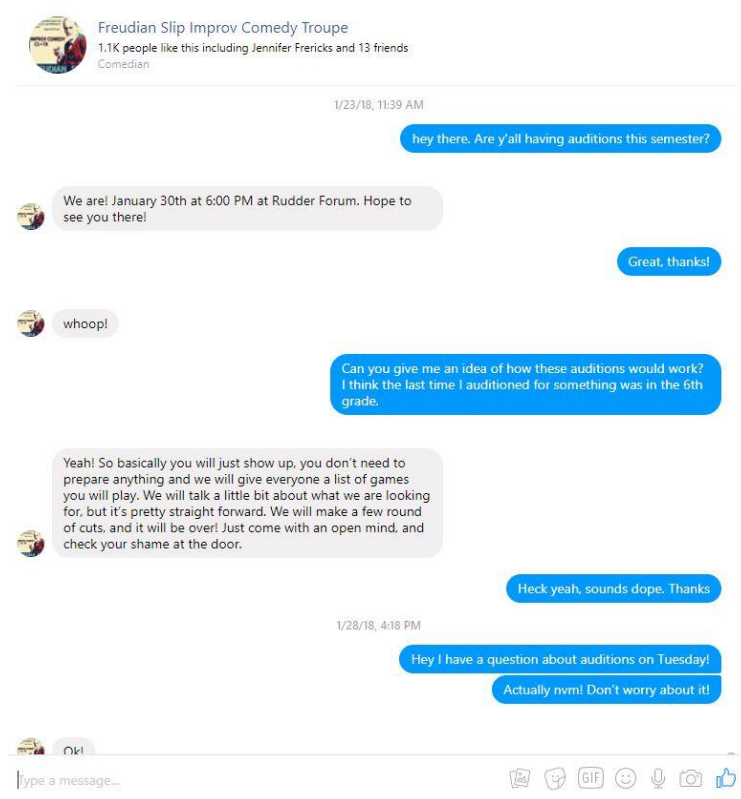 Freudian Slip Improv Comedy Troupe
1.1K people like this including Jennifer Frericks and 13 friends
Comedian
1/23/18, 11:39 AM
hey there. Are y'all having auditions this semester?
We are! January 30th at 6:00 PM at Rudder Forum. Hope to
see you there!
Great, thanks!
whoop!
Can you give me an idea of how these auditions would work?
I think the last time I auditioned for something was in the 6th
grade.
Yeah! So basically you will just show up, you don't need to
prepare anything and we will give everyone a list of games
you will play. We will talk a little bit about what we are looking
for, but it's pretty straight forward. We will make a few round
of cuts, and it will be over! Just come with an open mind, and
check your shame at the door.
Heck yeah, sounds dope. Thanks
1/28/18, 4:18 PM
Hey I have a question about auditions on Tuesday!
Actually nvm! Don't worry about it!
Ok!
Type a message...
GIF